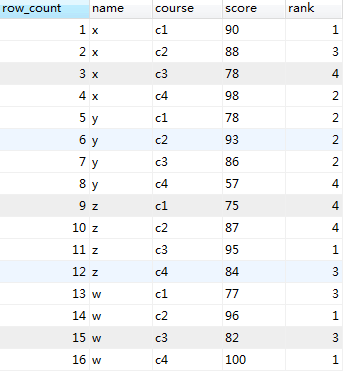 row_count name course score rank
1 x c1 90 1
2 x c2 88 3
3 x c3 78 4
4 x c4 98 2
5 y c1 78 2
6 y c2 93 2
7 y c3 86 2
8 y c4 57 4
9 z c1 75 4
10 z c2 87 4
11 z c3 95 1
12 z c4 84 3
13 w c1 77 3
14 w c2 96 1
15 w c3 82 3
16 w c4 100 1